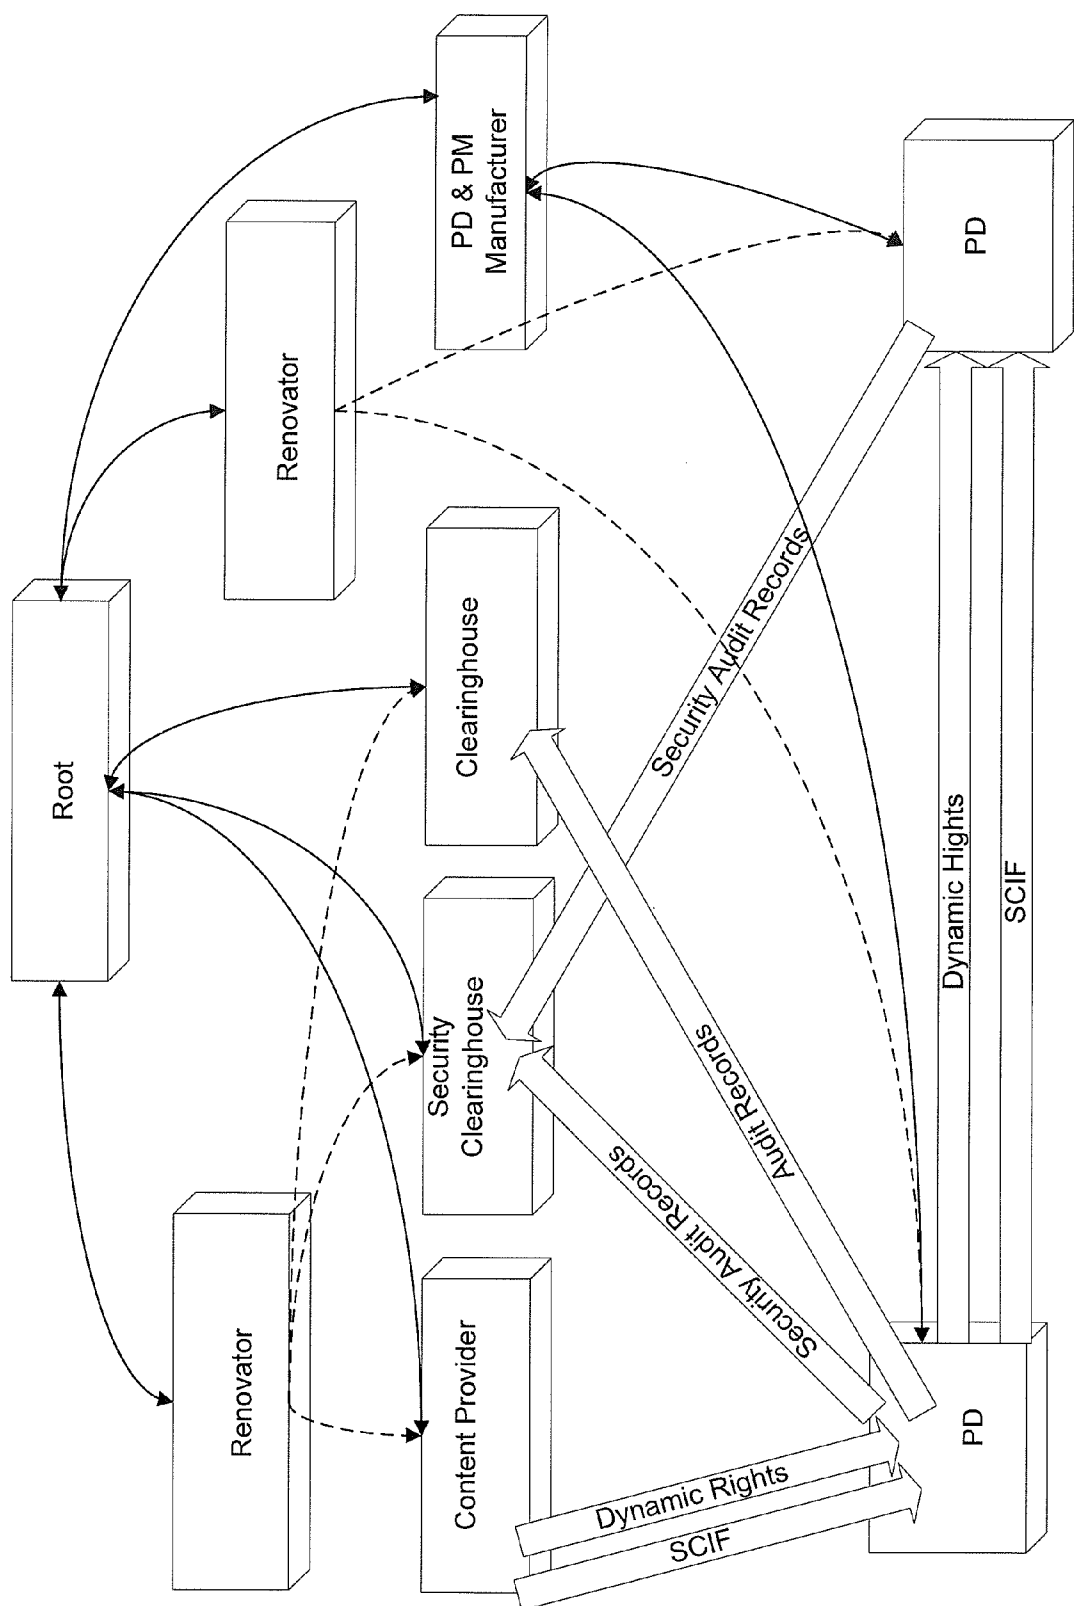 Root
Renovator
Renovator
PD & PM
Manufacturer
Content Provider
Security
Clearinghouse
Clearinghouse
Security Audit Records
Security Audit Records
Audit Records
Dynamic Rights
SCIF
Dynamic Hights
SCIF
PD
PD